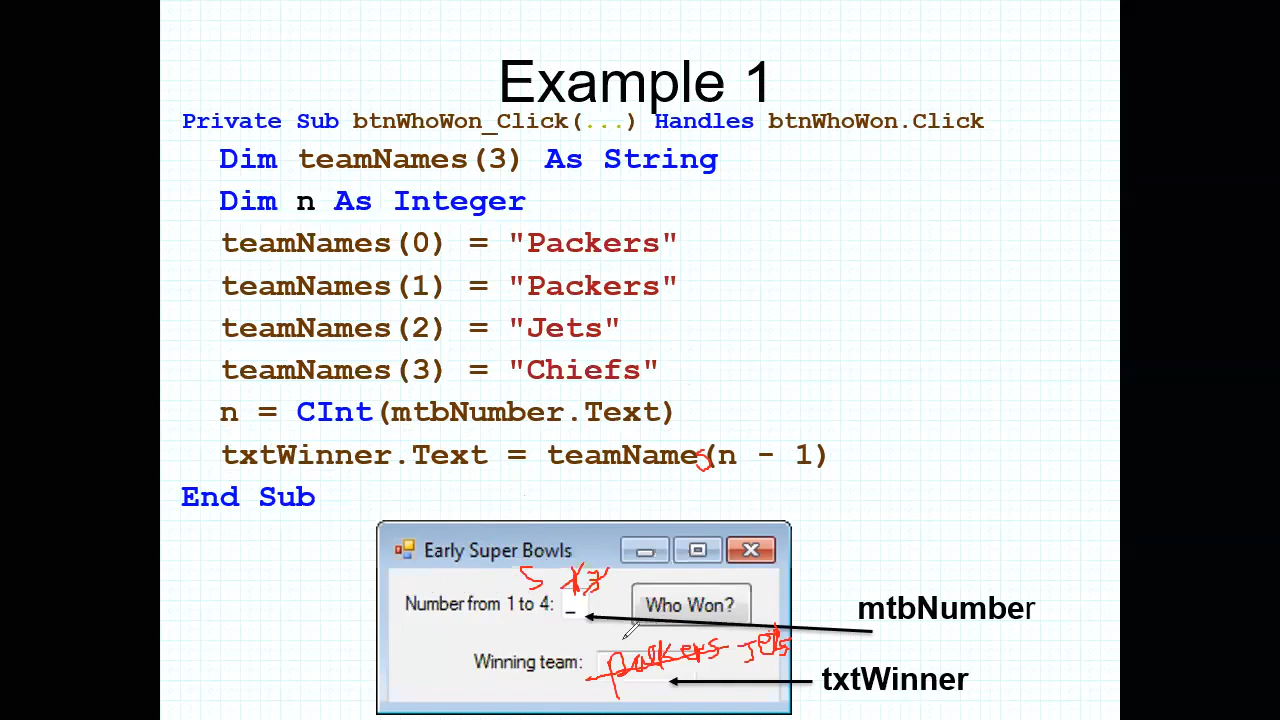 Example 1
Private Sub btnWhoWon_Click(...) Handles btnWhoWon.Click
Dim teamNames(3) As String
Dim n As Integer
teamNames(0) = "Packers"
teamNames(1) = "Packers"
teamNames(2) = "Jets"
teamNames(3) = "Chiefs"
n = CInt(mtbNumber.Text)
txtWinner.Text = teamNames(n - 1)
End Sub
Early Super Bowls
5
Number from 1 to 4: _ Who Won? mtbNumber
Winning team: packers Jets
txtWinner